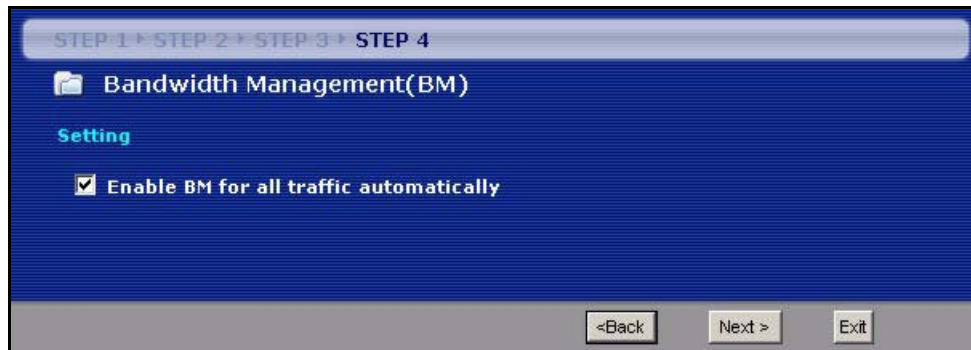 STEP 1 ▸ STEP 2 ▸ STEP 3 ▸ STEP 4
Bandwidth Management(BM)
Setting
Enable BM for all traffic automatically
<Back Next > Exit